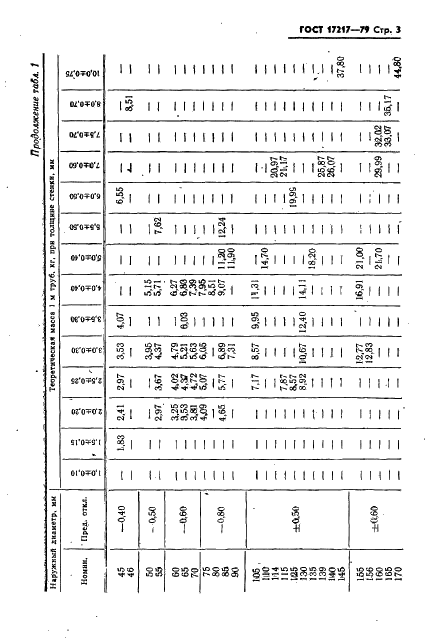 ГОСТ 17217—79 Стр. 3
Продолжение табл. 1
Наружный диаметр, мм Теоретическая масса 1 м труб, кг, при толщине стенки, мм
Номин. Пред. откл. 1,0±0,10 1,5±0,15 2,0±0,20 2,5±0,25 3,0±0,30 3,5±0,30 4,0±0,40 5,0±0,40 5,5±0,50 6,0±0,50 7,0±0,60 7,5±0,70 8,0±0,70 10,0±0,75
45 —0,40 — 1,83 2,41 2,97 3,53 4,07 — — — 6,55 — — — —
46 — — — — — — — — — — — — 8,51 —
50 —0,50 — — — — 3,95 — 5,15 — — — — — — —
55 — — 2,97 3,67 4,37 — 5,71 — 7,62 — — — — —
60 —0,60 — — 3,25 4,02 4,79 — 6,27 — — — — — — —
65 — — 3,53 4,37 5,21 6,03 6,80 — — — — — — —
70 — — 3,81 4,72 5,63 — 7,39 — — — — — — —
75 —0,80 — — 4,09 5,07 6,05 — 7,95 — — — — — — —
80 — — — — — — 8,51 — — — — — — —
85 — — 4,65 5,77 6,89 — 9,07 11,20 12,24 — — — — —
90 — — — — 7,31 — — 11,90 — — — — — —
105 ±0,50 — — — 7,17 8,57 9,95 11,31 — — — — — — —
110 — — — — — — — 14,70 — — — — — —
114 — — — — — — — — — — 20,97 — — —
115 — — — 7,87 — — — — — — 21,17 — — —
125 — — — 8,57 — — — — — 19,99 — — — —
130 — — — 8,92 10,67 12,40 14,11 — — — — — — —
135 — — — — — — — 18,20 — — — — — —
139 — — — — — — — — — — 25,87 — — —
140 — — — — — — — — — — 26,07 — — —
145 — — — — — — — — — — — — — 37,80
155 ±0,60 — — — — 12,77 — 16,91 21,00 — — — — — —
156 — — — — 12,83 — — — — — — — — —
160 — — — — — — — 21,70 — — 29,99 32,02 — —
165 — — — — — — — — — — — 33,07 35,17 —
170 — — — — — — — — — — — — — 44,80